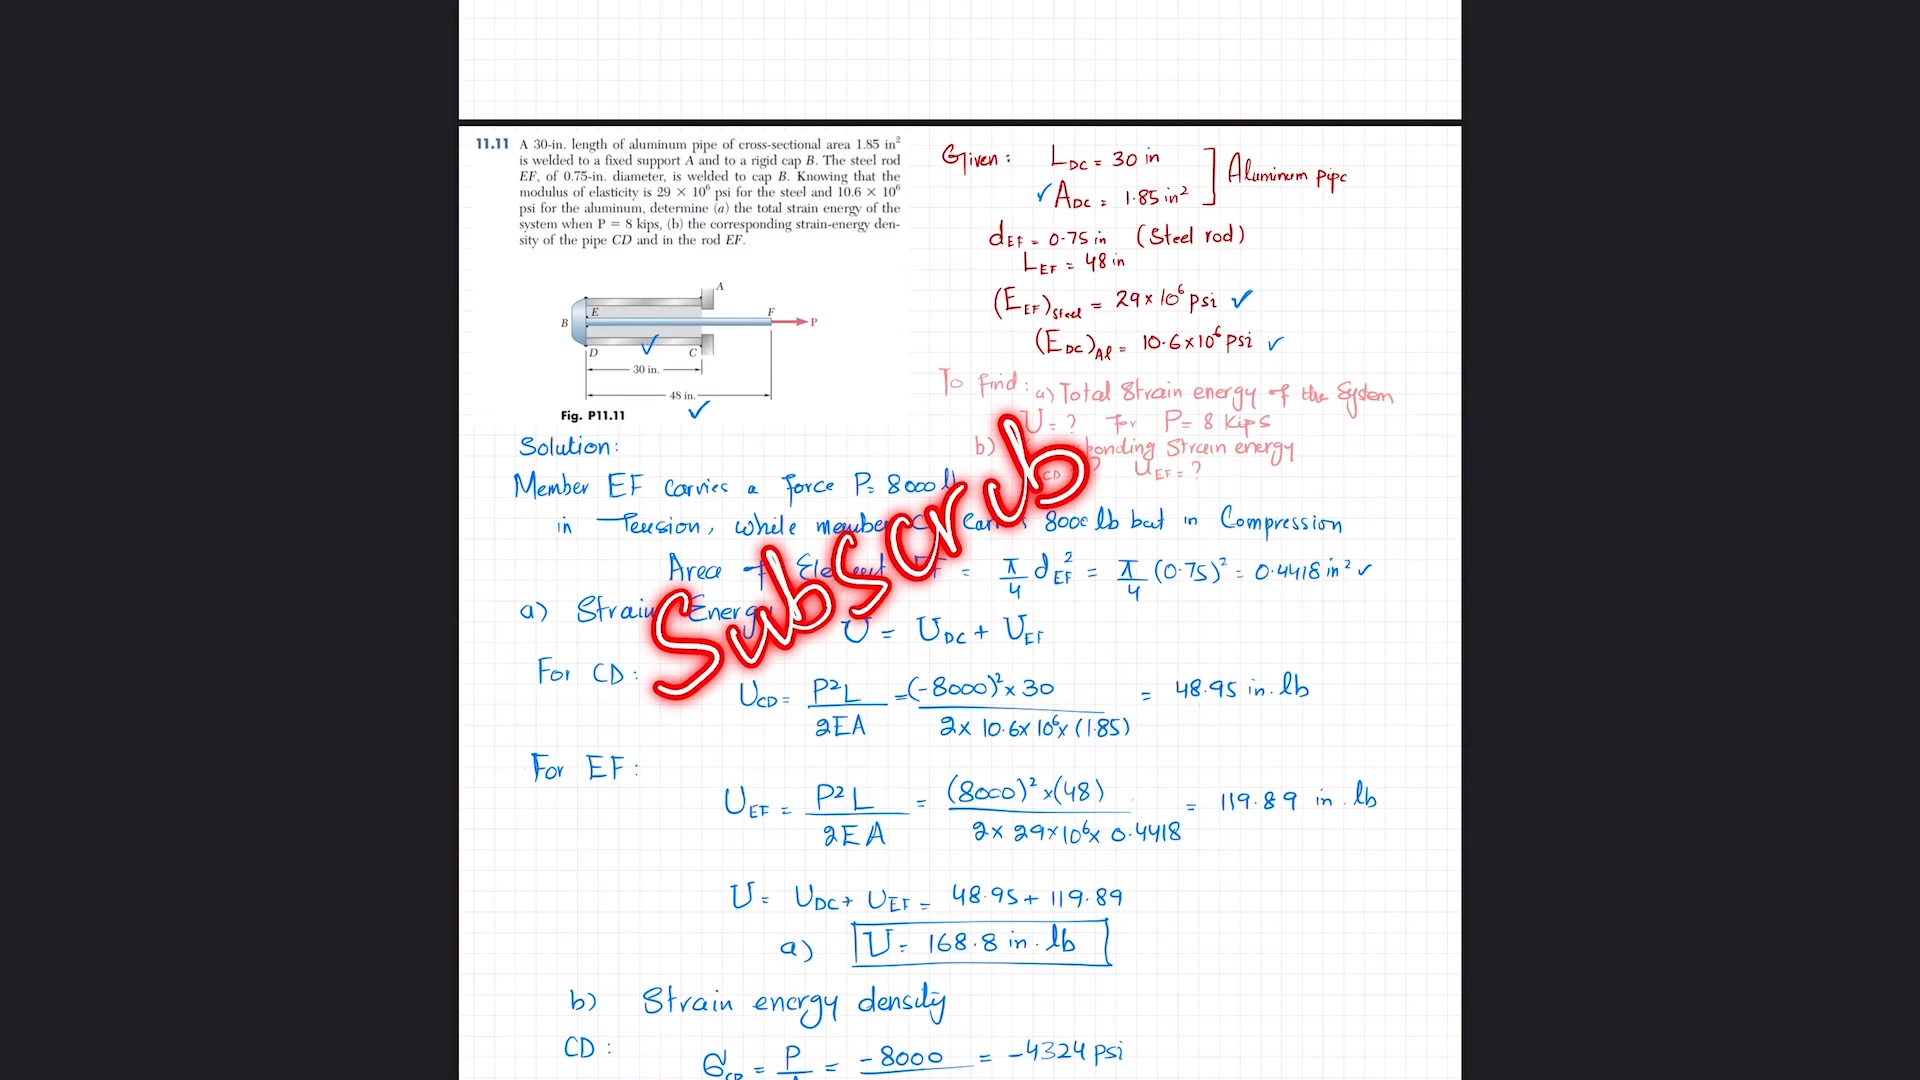 11.11 A 30-in. length of aluminum pipe of cross-sectional area 1.85 in²
is welded to a fixed support A and to a rigid cap B. The steel rod
EF, of 0.75-in. diameter, is welded to cap B. Knowing that the
modulus of elasticity is 29 × 10⁶ psi for the steel and 10.6 × 10⁶
psi for the aluminum, determine (a) the total strain energy of the
system when P = 8 kips, (b) the corresponding strain-energy den-
sity of the pipe CD and in the rod EF.
A
B
E
F
P
D
C
30 in.
48 in.
Fig. P11.11
Given: L_DC = 30 in
✓ A_DC = 1.85 in² ] Aluminum pipe
d_EF = 0.75 in (Steel rod)
L_EF = 48 in
(E_EF)steel = 29×10⁶ psi ✓
(E_DC)Al = 10.6×10⁶ psi ✓
To find: a) Total Strain energy of the System
U = ? For P = 8 Kips
b) ponding Strain energy
CD ? U_EF = ?
Subscrib
Solution:
Member EF carries a force P = 8000 l
in Tension, while member C 8000 lb but in Compression
Area of Element F = π/4 d_EF² = π/4 (0.75)² = 0.4418 in² ✓
a) Strain Energy U = U_DC + U_EF
For CD:
U_CD = P²L/2EA = (-8000)² × 30 / 2 × 10.6 × 10⁶ × (1.85) = 48.95 in.lb
For EF:
U_EF = P²L/2EA = (8000)² × (48) / 2 × 29 × 10⁶ × 0.4418 = 119.89 in.lb
U = U_DC + U_EF = 48.95 + 119.89
a) U = 168.8 in.lb
b) Strain energy density
CD: σ_CD = P = -8000 = -4324 psi